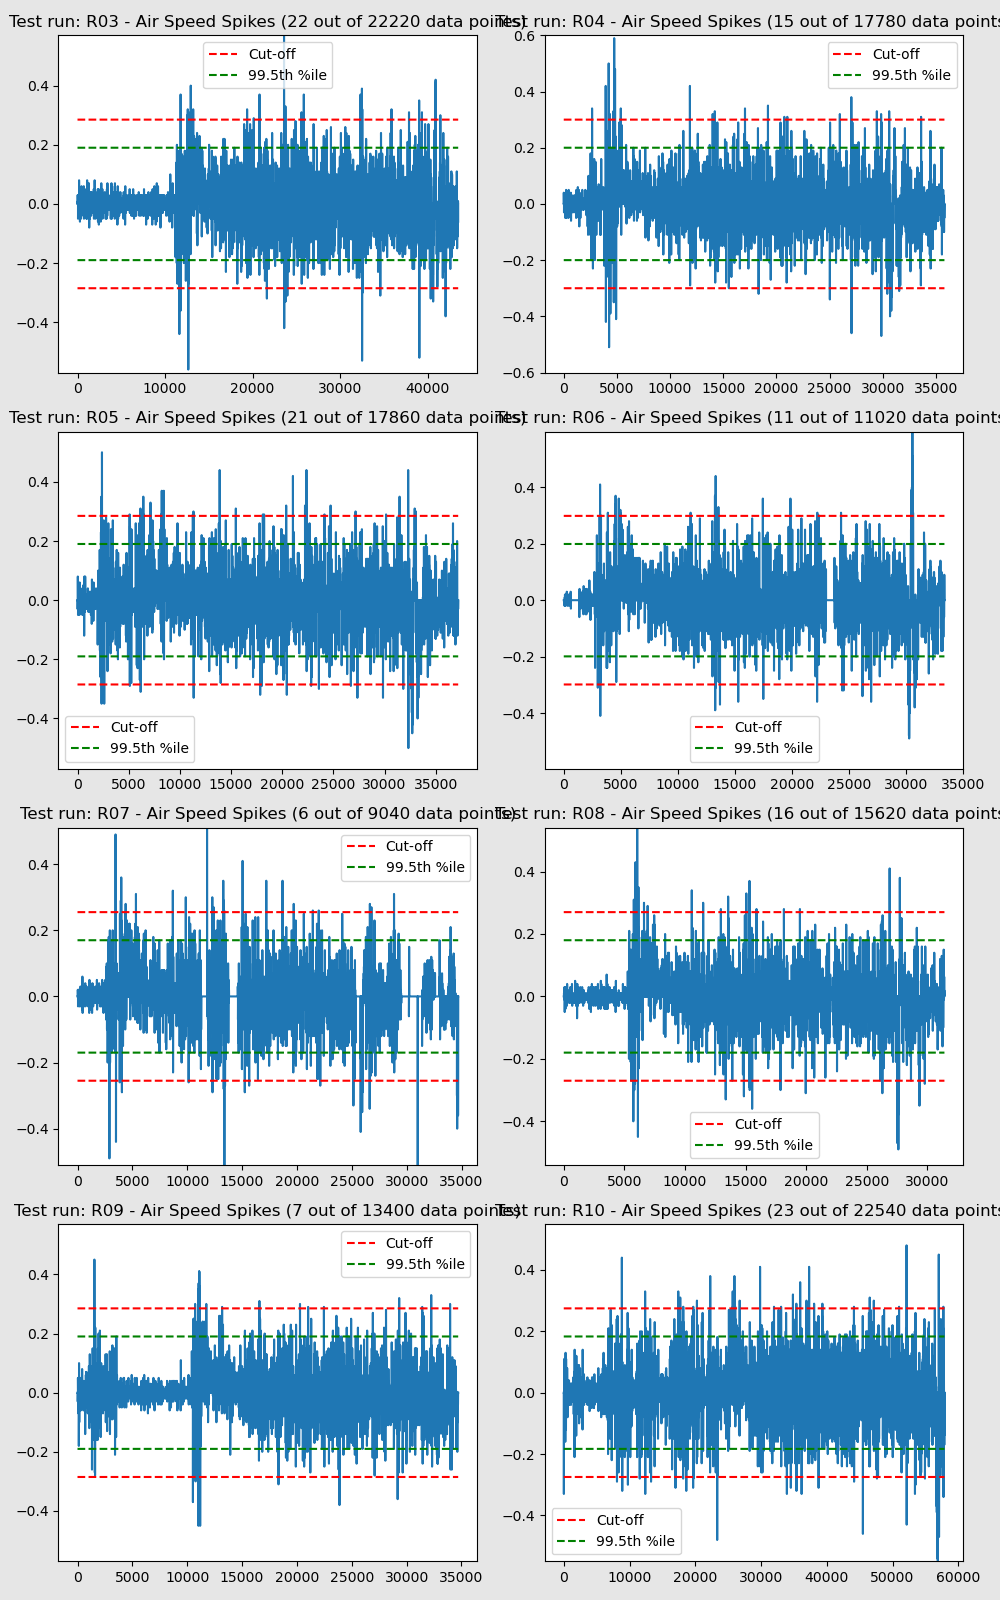 Test run: R03 - Air Speed Spikes (22 out of 22220 data points)
Test run: R04 - Air Speed Spikes (15 out of 17780 data points
Cut-off
99.5th %ile
Cut-off
99.5th %ile
0.4
0.2
0.0
−0.2
−0.4
0.6
0.4
0.2
0.0
−0.2
−0.4
−0.6
0 10000 20000 30000 40000
0 5000 10000 15000 20000 25000 30000 35000
Test run: R05 - Air Speed Spikes (21 out of 17860 data points)
Test run: R06 - Air Speed Spikes (11 out of 11020 data points
0.4
0.2
0.0
−0.2
−0.4
0.4
0.2
0.0
−0.2
−0.4
Cut-off
99.5th %ile
Cut-off
99.5th %ile
0 5000 10000 15000 20000 25000 30000 35000
0 5000 10000 15000 20000 25000 30000 35000
Test run: R07 - Air Speed Spikes (6 out of 9040 data points)
Test run: R08 - Air Speed Spikes (16 out of 15620 data points
Cut-off
99.5th %ile
0.4
0.2
0.0
−0.2
−0.4
0.4
0.2
0.0
−0.2
−0.4
Cut-off
99.5th %ile
0 5000 10000 15000 20000 25000 30000 35000
0 5000 10000 15000 20000 25000 30000
Test run: R09 - Air Speed Spikes (7 out of 13400 data points)
Test run: R10 - Air Speed Spikes (23 out of 22540 data points
Cut-off
99.5th %ile
0.4
0.2
0.0
−0.2
−0.4
0.4
0.2
0.0
−0.2
−0.4
Cut-off
99.5th %ile
0 5000 10000 15000 20000 25000 30000 35000
0 10000 20000 30000 40000 50000 60000